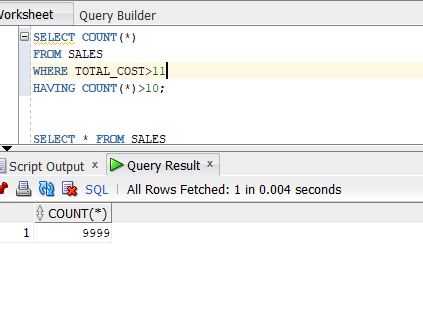 Worksheet Query Builder
SELECT COUNT(*)
FROM SALES
WHERE TOTAL_COST>11
HAVING COUNT(*)>10;
SELECT * FROM SALES
Script Output x Query Result x
SQL | All Rows Fetched: 1 in 0.004 seconds
COUNT(*)
1 9999